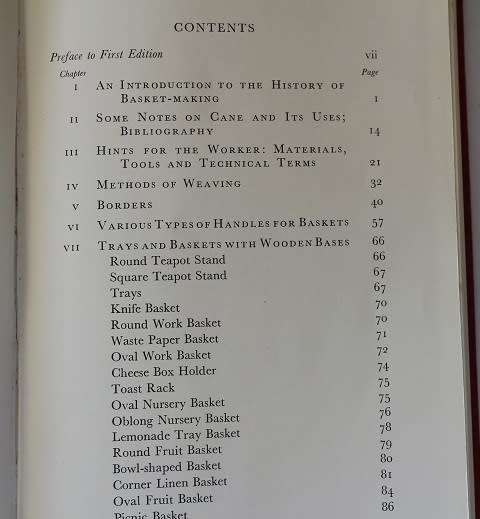 CONTENTS
Preface to First Edition vii
Chapter Page
I AN INTRODUCTION TO THE HISTORY OF
BASKET-MAKING 1
II SOME NOTES ON CANE AND ITS USES;
BIBLIOGRAPHY 14
III HINTS FOR THE WORKER: MATERIALS,
TOOLS AND TECHNICAL TERMS 21
IV METHODS OF WEAVING 32
V BORDERS 40
VI VARIOUS TYPES OF HANDLES FOR BASKETS 57
VII TRAYS AND BASKETS WITH WOODEN BASES 66
Round Teapot Stand 66
Square Teapot Stand 67
Trays 67
Knife Basket 70
Round Work Basket 70
Waste Paper Basket 71
Oval Work Basket 72
Cheese Box Holder 74
Toast Rack 75
Oval Nursery Basket 75
Oblong Nursery Basket 76
Lemonade Tray Basket 78
Round Fruit Basket 79
Bowl-shaped Basket 80
Corner Linen Basket 81
Oval Fruit Basket 84
Picnic Basket 86